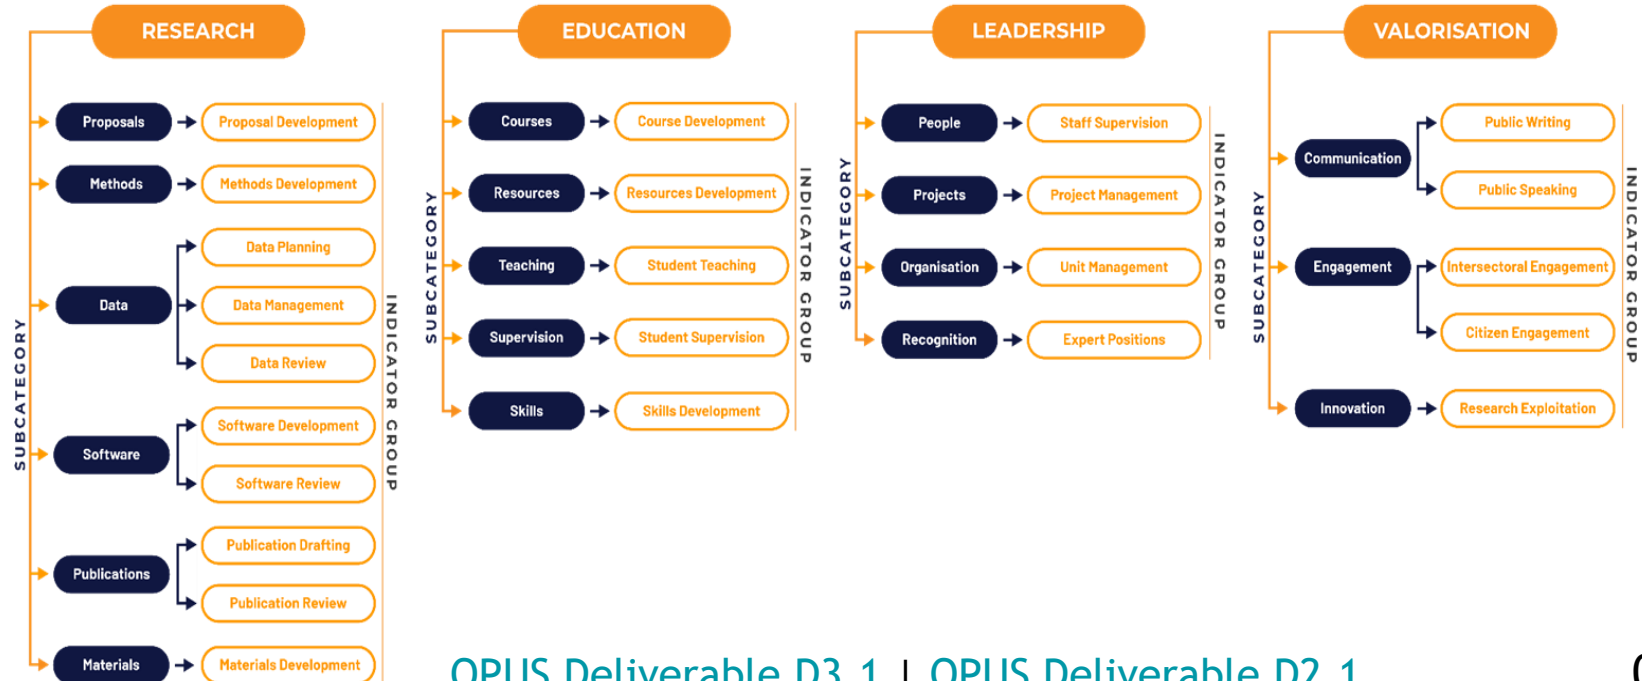 RESEARCH
SUBCATEGORY
Proposals
Proposal Development
Methods
Methods Development
Data
Data Planning
Data Management
Data Review
Software
Software Development
Software Review
Publications
Publication Drafting
Publication Review
Materials
Materials Development
INDICATOR GROUP
EDUCATION
SUBCATEGORY
Courses
Course Development
Resources
Resources Development
Teaching
Student Teaching
Supervision
Student Supervision
Skills
Skills Development
INDICATOR GROUP
LEADERSHIP
SUBCATEGORY
People
Staff Supervision
Projects
Project Management
Organisation
Unit Management
Recognition
Expert Positions
INDICATOR GROUP
VALORISATION
SUBCATEGORY
Communication
Public Writing
Public Speaking
Engagement
Intersectoral Engagement
Citizen Engagement
Innovation
Research Exploitation
INDICATOR GROUP
OPUS Deliverable D3.1 | OPUS Deliverable D2.1